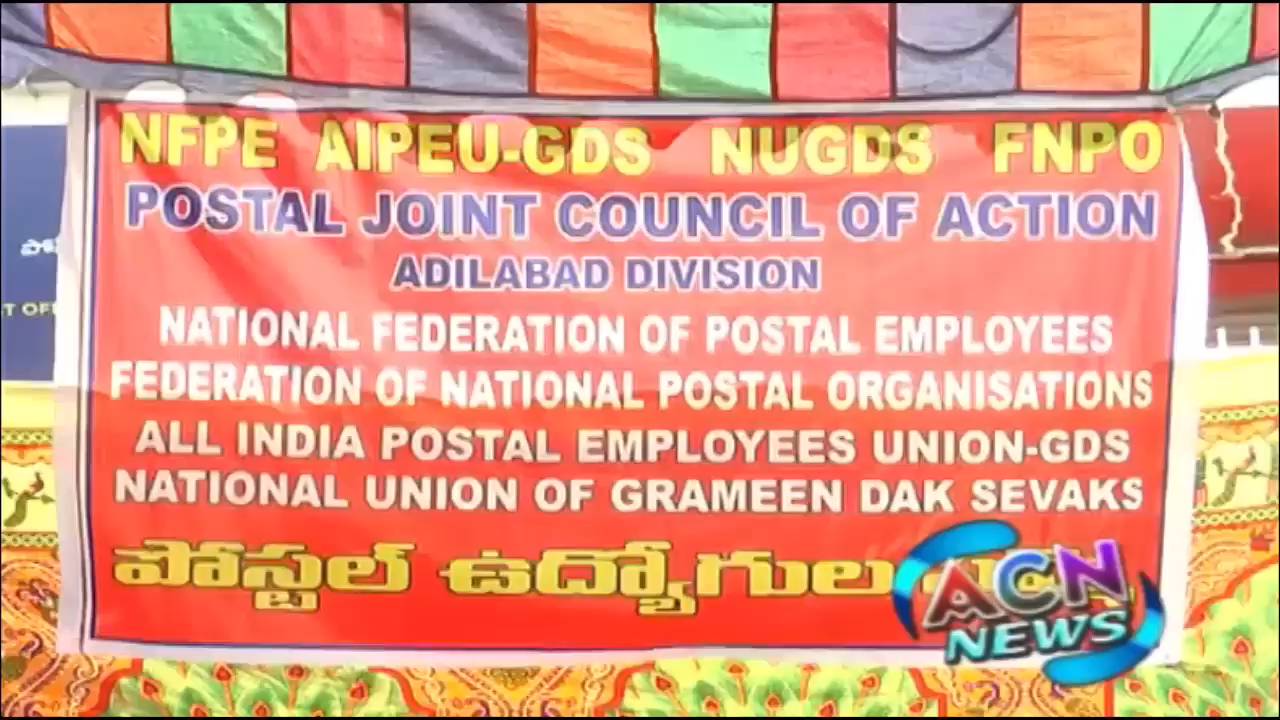 NFPE AIPEU-GDS NUGDS FNPO
POSTAL JOINT COUNCIL OF ACTION
ADILABAD DIVISION
NATIONAL FEDERATION OF POSTAL EMPLOYEES
FEDERATION OF NATIONAL POSTAL ORGANISATIONS
ALL INDIA POSTAL EMPLOYEES UNION-GDS
NATIONAL UNION OF GRAMEEN DAK SEVAKS
పోస్టల్ ఉద్యోగుల
ACN
NEWS